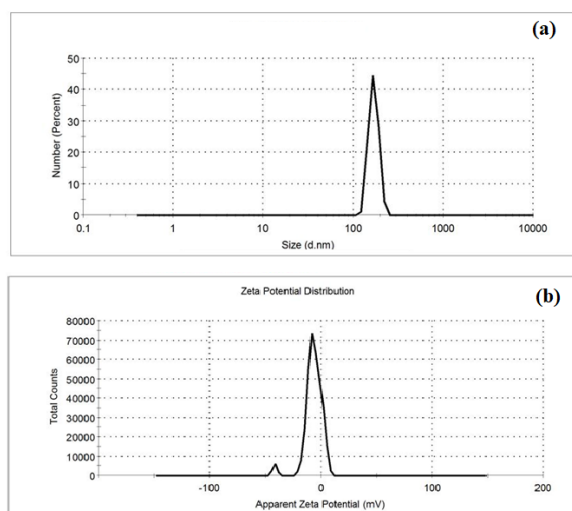 (a)
50
40
30
20
10
0
Number (Percent)
0.1 1 10 100 1000 10000
Size (d.nm)
(b)
Zeta Potential Distribution
80000
70000
60000
50000
40000
30000
20000
10000
0
Total Counts
-100 0 100 200
Apparent Zeta Potential (mV)